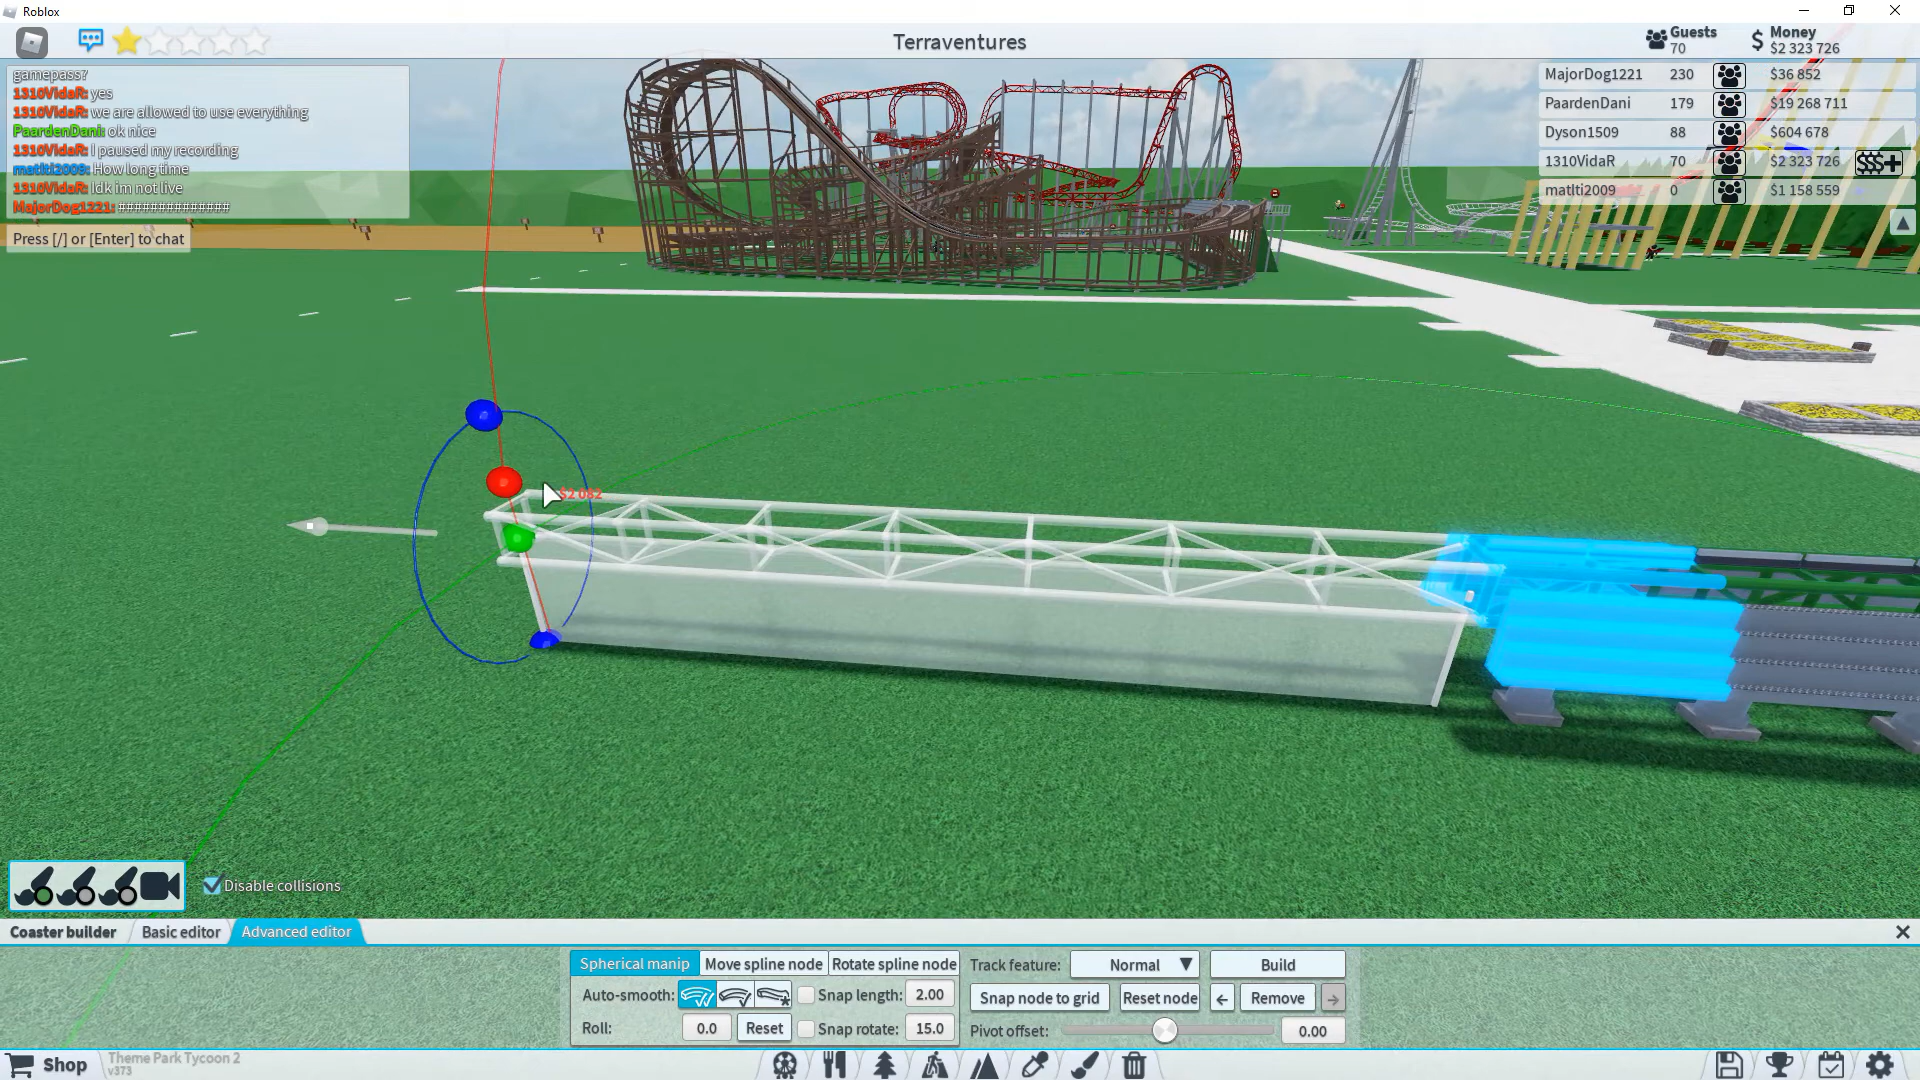 Roblox
Terraventures
Guests
70
$ Money
$2 323 726
gamepass?
1310VidaR: yes
1310VidaR: we are allowed to use everything
PaardenDani: ok nice
1310VidaR: I paused my recording
matlti2009: How long time
1310VidaR: Idk im not live
MajorDog1221: ##############
Press [/] or [Enter] to chat
MajorDog1221 230 $36 852
PaardenDani 179 $19 268 711
Dyson1509 88 $604 678
1310VidaR 70 $2 323 726 $$$+
matlti2009 0 $1 158 559
$2 082
Disable collisions
Coaster builder Basic editor Advanced editor
Spherical manip Move spline node Rotate spline node
Auto-smooth: Snap length: 2.00
Roll: 0.0 Reset Snap rotate: 15.0
Track feature: Normal Build
Snap node to grid Reset node Remove
Pivot offset: 0.00
Shop
Theme Park Tycoon 2
v373